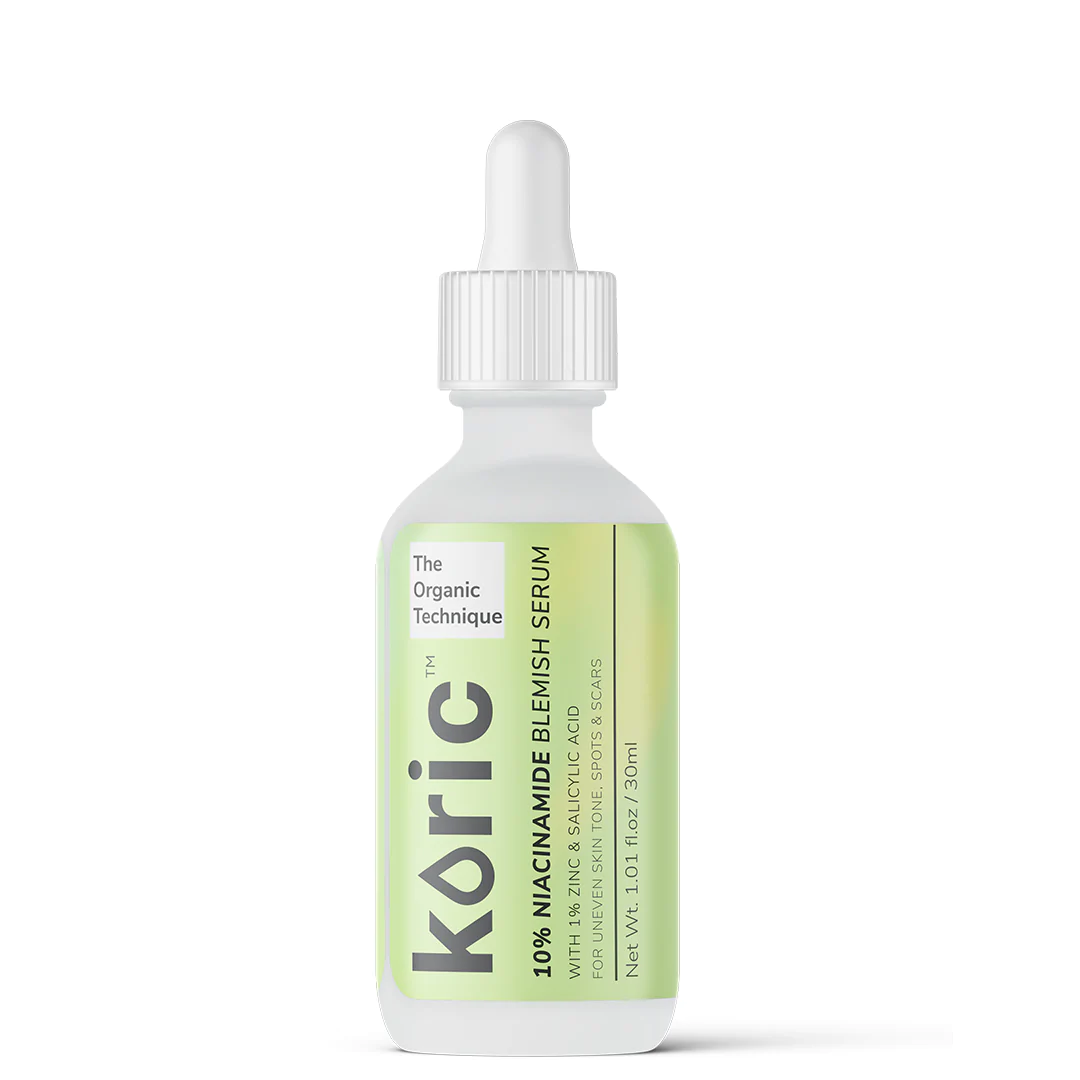 The
Organic
Technique
koric™
10% NIACINAMIDE BLEMISH SERUM
WITH 1% ZINC & SALICYLIC ACID
FOR UNEVEN SKIN TONE, SPOTS & SCARS
Net Wt. 1.01 fl.oz / 30ml